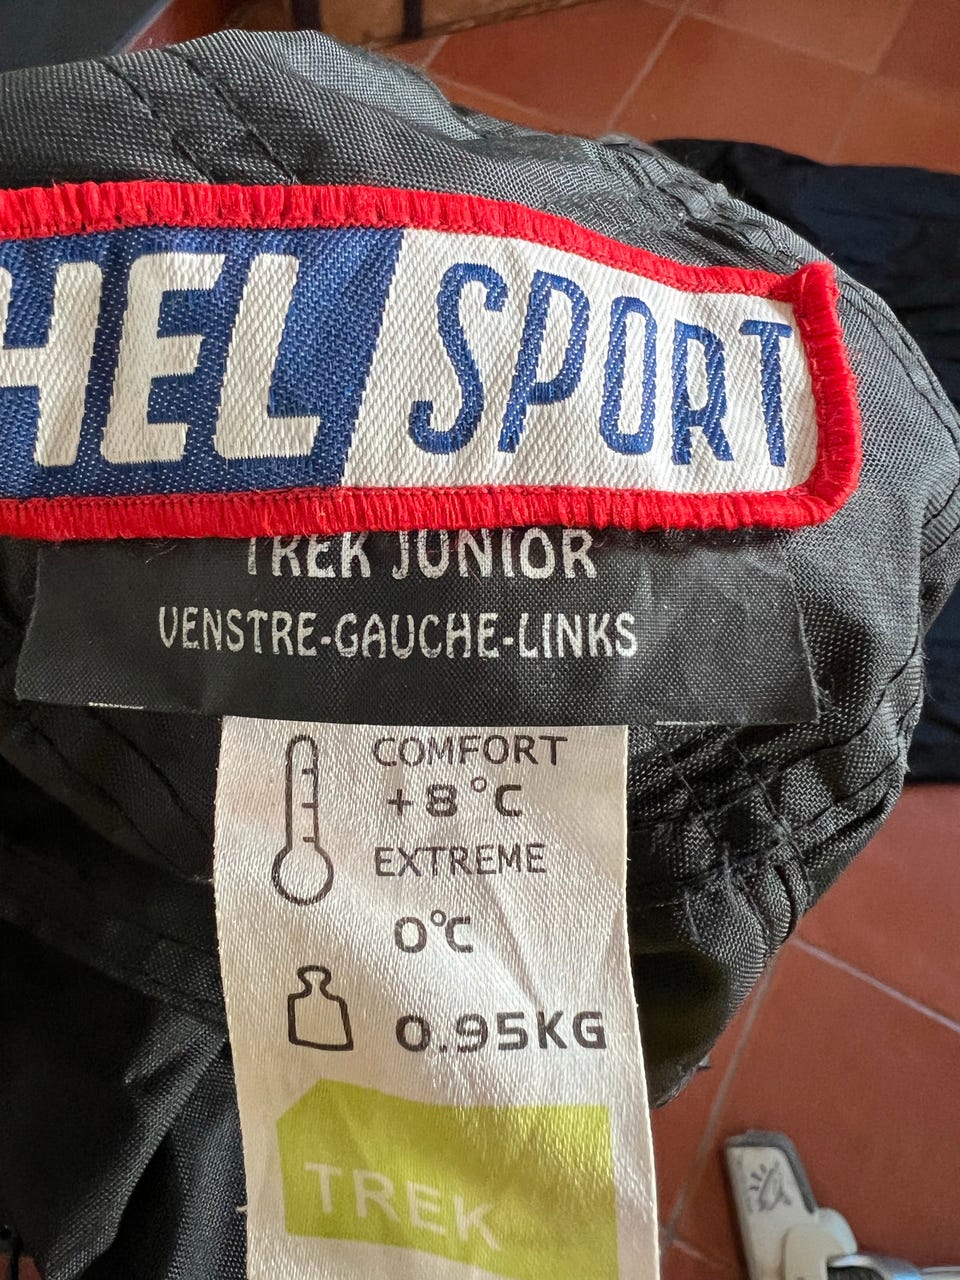 HEL SPORT
TREK JUNIOR
VENSTRE-GAUCHE-LINKS
COMFORT
+8°C
EXTREME
0°C
0.95KG
TREK